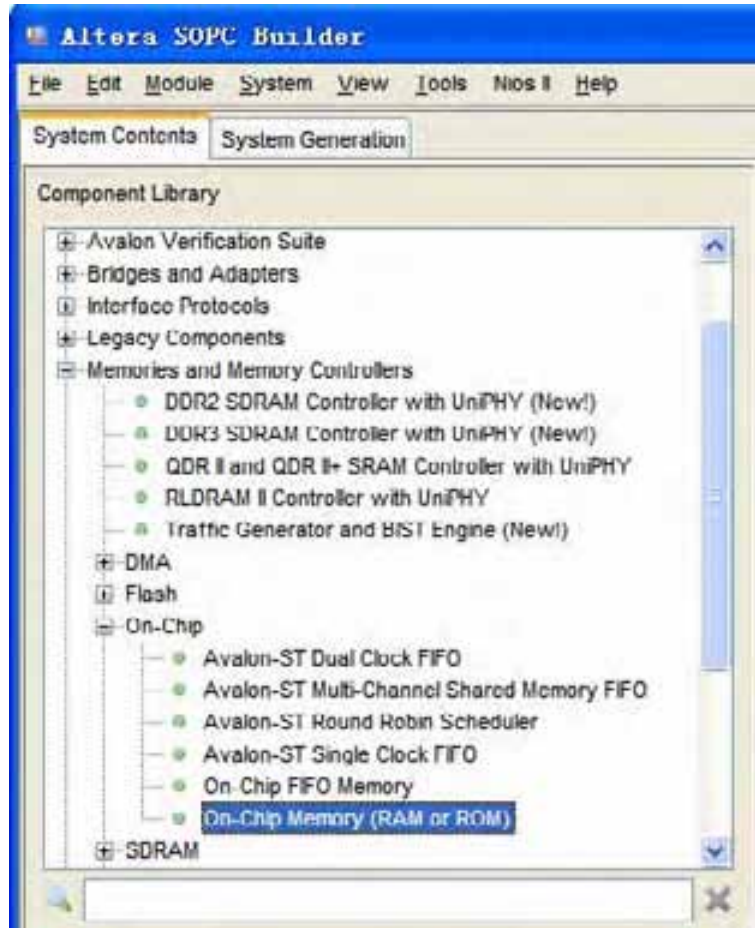 Altera SOPC Builder
File Edit Module System View Tools Nios II Help
System Contents System Generation
Component Library
Avalon Verification Suite
Bridges and Adapters
Interface Protocols
Legacy Components
Memories and Memory Controllers
DDR2 SDRAM Controller with UniPHY (New!)
DDR3 SDRAM Controller with UniPHY (New!)
QDR II and QDR II+ SRAM Controller with UniPHY
RLDRAM II Controller with UniPHY
Traffic Generator and BIST Engine (New!)
DMA
Flash
On-Chip
Avalon-ST Dual Clock FIFO
Avalon-ST Multi-Channel Shared Memory FIFO
Avalon-ST Round Robin Scheduler
Avalon-ST Single Clock FIFO
On-Chip FIFO Memory
On-Chip Memory (RAM or ROM)
SDRAM